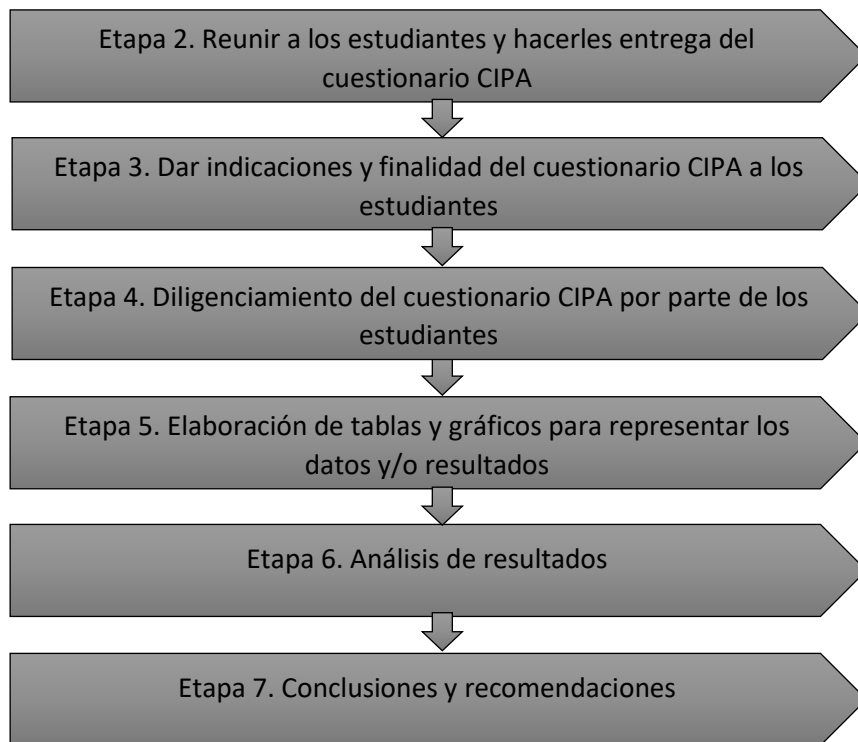 Etapa 2. Reunir a los estudiantes y hacerles entrega del
cuestionario CIPA
Etapa 3. Dar indicaciones y finalidad del cuestionario CIPA a los
estudiantes
Etapa 4. Diligenciamiento del cuestionario CIPA por parte de los
estudiantes
Etapa 5. Elaboración de tablas y gráficos para representar los
datos y/o resultados
Etapa 6. Análisis de resultados
Etapa 7. Conclusiones y recomendaciones